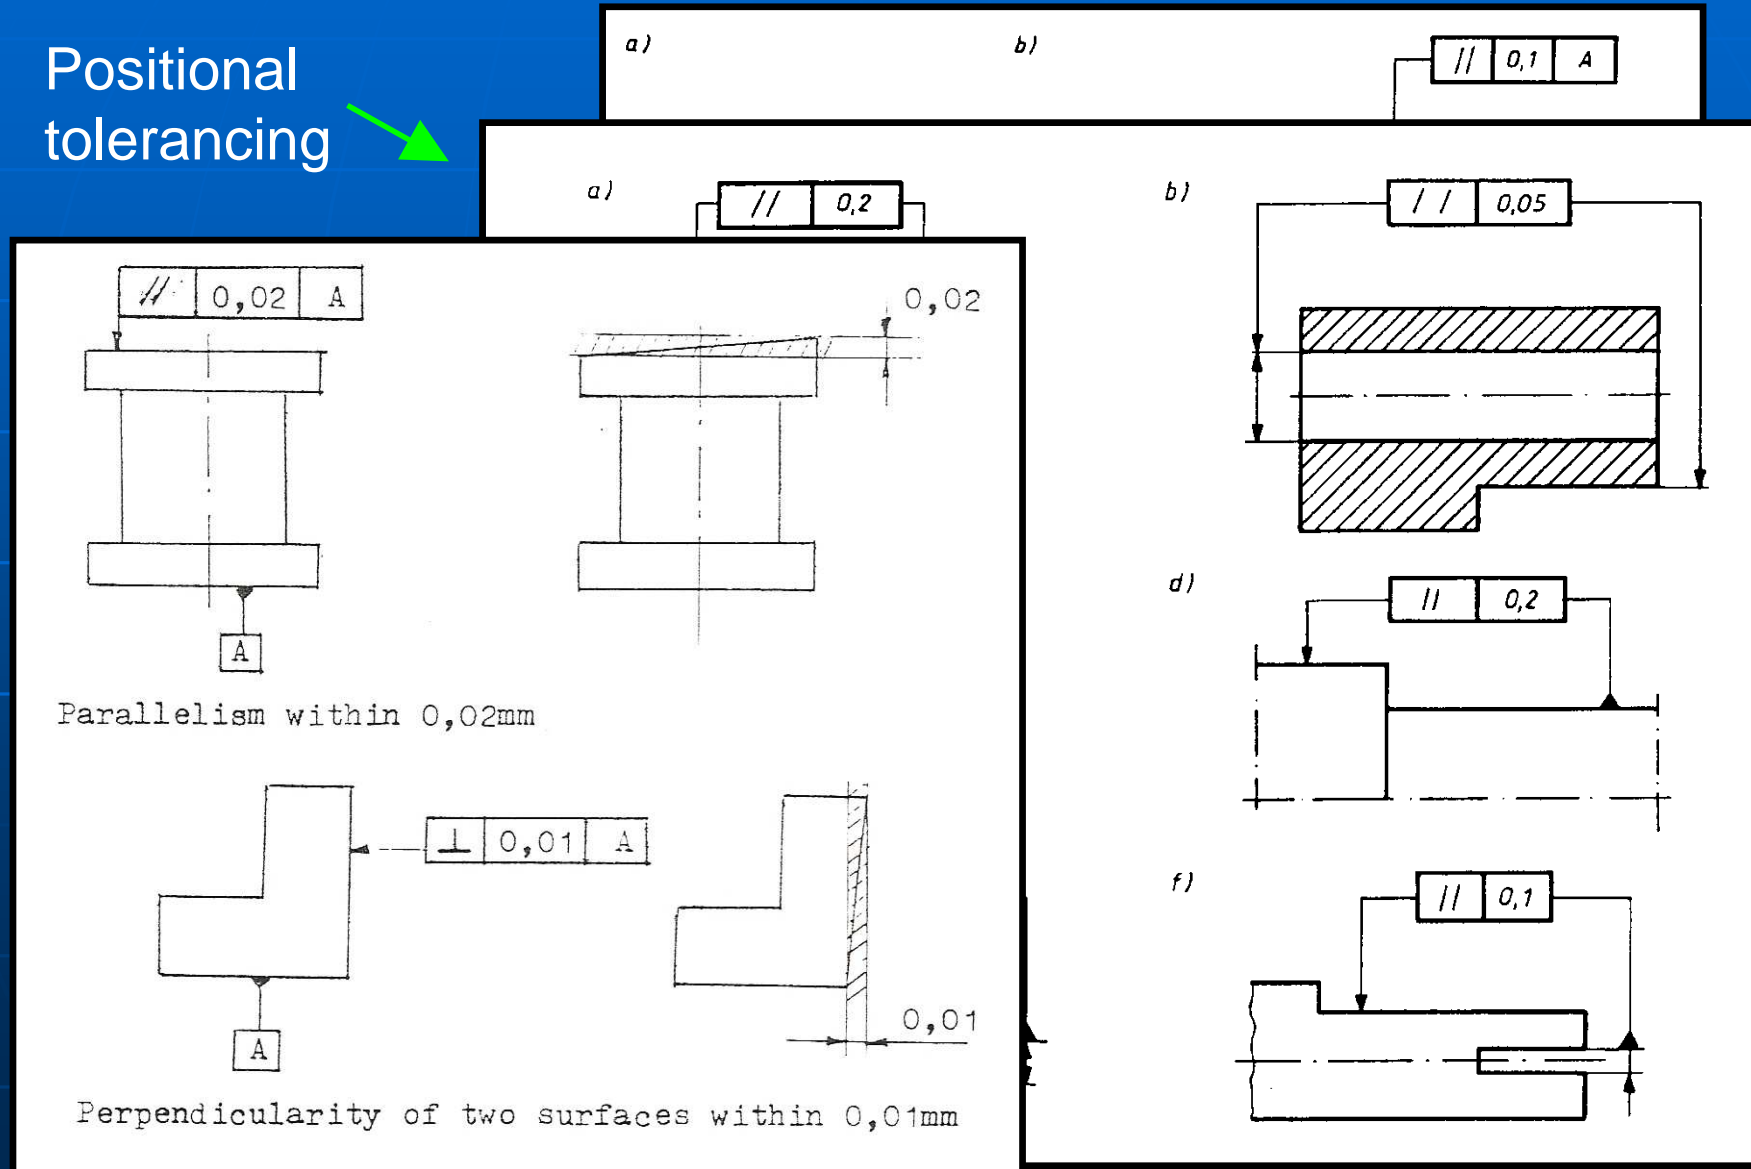 Positional
tolerancing
a)
b)
// 0,1 A
a)
// 0,2
b)
// 0,05
// 0,02 A
0,02
A
Parallelism within 0,02mm
d)
// 0,2
⊥ 0,01 A
0,01
A
Perpendicularity of two surfaces within 0,01mm
f)
// 0,1